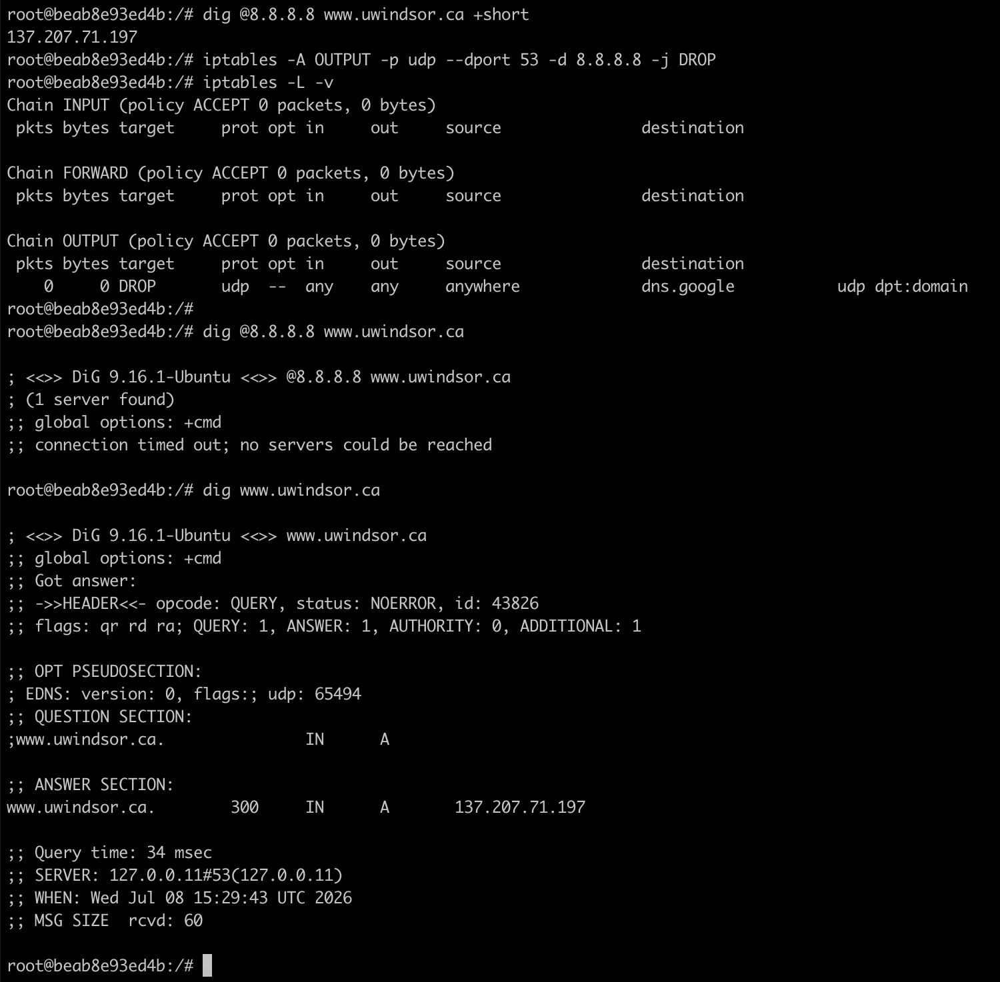 root@beab8e93ed4b:/# dig @8.8.8.8 www.uwindsor.ca +short
137.207.71.197
root@beab8e93ed4b:/# iptables -A OUTPUT -p udp --dport 53 -d 8.8.8.8 -j DROP
root@beab8e93ed4b:/# iptables -L -v
Chain INPUT (policy ACCEPT 0 packets, 0 bytes)
 pkts bytes target     prot opt in     out     source               destination

Chain FORWARD (policy ACCEPT 0 packets, 0 bytes)
 pkts bytes target     prot opt in     out     source               destination

Chain OUTPUT (policy ACCEPT 0 packets, 0 bytes)
 pkts bytes target     prot opt in     out     source               destination
    0     0 DROP       udp  --  any    any     anywhere             dns.google           udp dpt:domain
root@beab8e93ed4b:/#
root@beab8e93ed4b:/# dig @8.8.8.8 www.uwindsor.ca

; <<>> DiG 9.16.1-Ubuntu <<>> @8.8.8.8 www.uwindsor.ca
; (1 server found)
;; global options: +cmd
;; connection timed out; no servers could be reached

root@beab8e93ed4b:/# dig www.uwindsor.ca

; <<>> DiG 9.16.1-Ubuntu <<>> www.uwindsor.ca
;; global options: +cmd
;; Got answer:
;; ->>HEADER<<- opcode: QUERY, status: NOERROR, id: 43826
;; flags: qr rd ra; QUERY: 1, ANSWER: 1, AUTHORITY: 0, ADDITIONAL: 1

;; OPT PSEUDOSECTION:
; EDNS: version: 0, flags:; udp: 65494
;; QUESTION SECTION:
;www.uwindsor.ca.               IN      A

;; ANSWER SECTION:
www.uwindsor.ca.        300     IN      A       137.207.71.197

;; Query time: 34 msec
;; SERVER: 127.0.0.11#53(127.0.0.11)
;; WHEN: Wed Jul 08 15:29:43 UTC 2026
;; MSG SIZE  rcvd: 60

root@beab8e93ed4b:/#